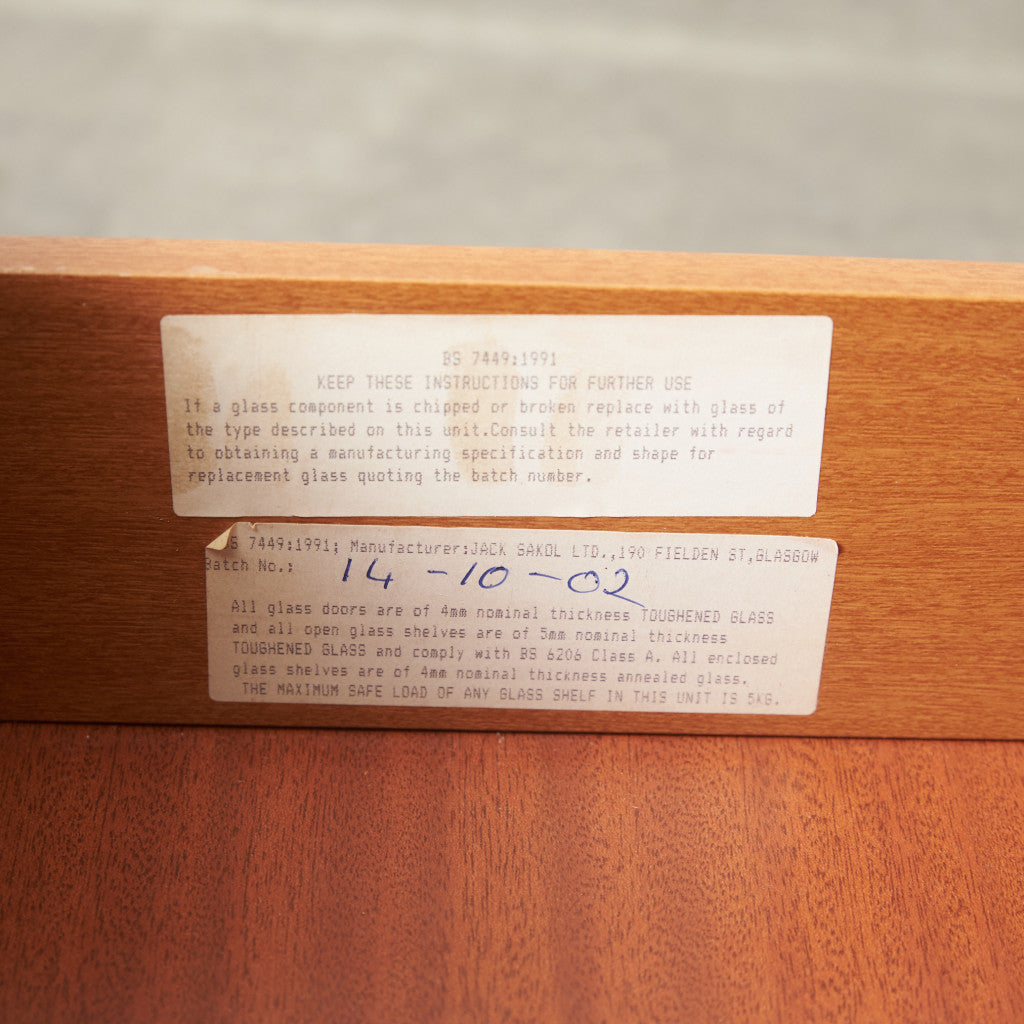 BS 7449:1991
KEEP THESE INSTRUCTIONS FOR FURTHER USE
If a glass component is chipped or broken replace with glass of
the type described on this unit.Consult the retailer with regard
to obtaining a manufacturing specification and shape for
replacement glass quoting the batch number.
S 7449:1991; Manufacturer:JACK SAKOL LTD.,190 FIELDEN ST,GLASGOW
Batch No.: 14-10-02
All glass doors are of 4mm nominal thickness TOUGHENED GLASS
and all open glass shelves are of 5mm nominal thickness
TOUGHENED GLASS and comply with BS 6206 Class A. All enclosed
glass shelves are of 4mm nominal thickness annealed glass.
THE MAXIMUM SAFE LOAD OF ANY GLASS SHELF IN THIS UNIT IS 5KG.